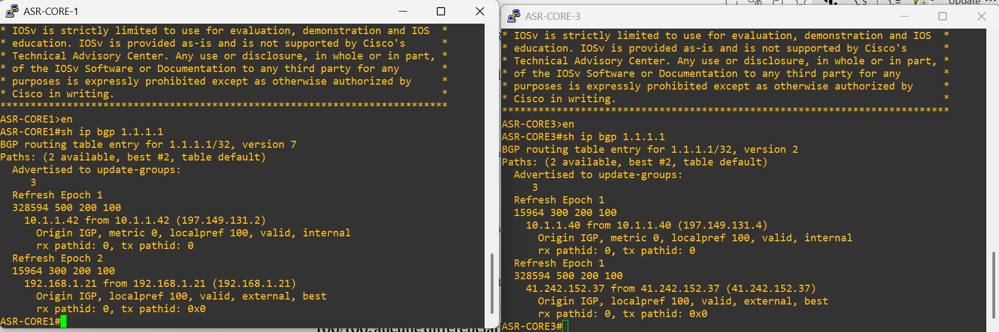 ASR-CORE-1
* IOSv is strictly limited to use for evaluation, demonstration and IOS *
* education. IOSv is provided as-is and is not supported by Cisco's *
* Technical Advisory Center. Any use or disclosure, in whole or in part, *
* of the IOSv Software or Documentation to any third party for any *
* purposes is expressly prohibited except as otherwise authorized by *
* Cisco in writing. *
**************************************************************************
ASR-CORE1>en
ASR-CORE1#sh ip bgp 1.1.1.1
BGP routing table entry for 1.1.1.1/32, version 7
Paths: (2 available, best #2, table default)
Advertised to update-groups:
3
Refresh Epoch 1
328594 500 200 100
10.1.1.42 from 10.1.1.42 (197.149.131.2)
Origin IGP, metric 0, localpref 100, valid, internal
rx pathid: 0, tx pathid: 0
Refresh Epoch 2
15964 300 200 100
192.168.1.21 from 192.168.1.21 (192.168.1.21)
Origin IGP, localpref 100, valid, external, best
rx pathid: 0, tx pathid: 0x0
ASR-CORE1#
Update
ASR-CORE-3
* IOSv is strictly limited to use for evaluation, demonstration and IOS *
* education. IOSv is provided as-is and is not supported by Cisco's *
* Technical Advisory Center. Any use or disclosure, in whole or in part, *
* of the IOSv Software or Documentation to any third party for any *
* purposes is expressly prohibited except as otherwise authorized by *
* Cisco in writing. *
**************************************************************************
ASR-CORE3>en
ASR-CORE3#sh ip bgp 1.1.1.1
BGP routing table entry for 1.1.1.1/32, version 2
Paths: (2 available, best #2, table default)
Advertised to update-groups:
3
Refresh Epoch 1
15964 300 200 100
10.1.1.40 from 10.1.1.40 (197.149.131.4)
Origin IGP, metric 0, localpref 100, valid, internal
rx pathid: 0, tx pathid: 0
Refresh Epoch 1
328594 500 200 100
41.242.152.37 from 41.242.152.37 (41.242.152.37)
Origin IGP, localpref 100, valid, external, best
rx pathid: 0, tx pathid: 0x0
ASR-CORE3#